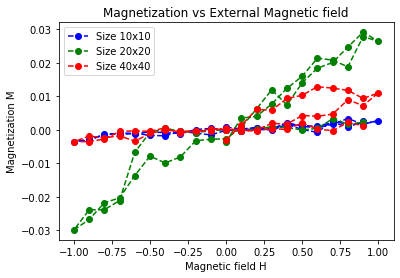 Magnetization vs External Magnetic field
Size 10x10
Size 20x20
Size 40x40
Magnetization M
0.03
0.02
0.01
0.00
−0.01
−0.02
−0.03
−1.00 −0.75 −0.50 −0.25 0.00 0.25 0.50 0.75 1.00
Magnetic field H